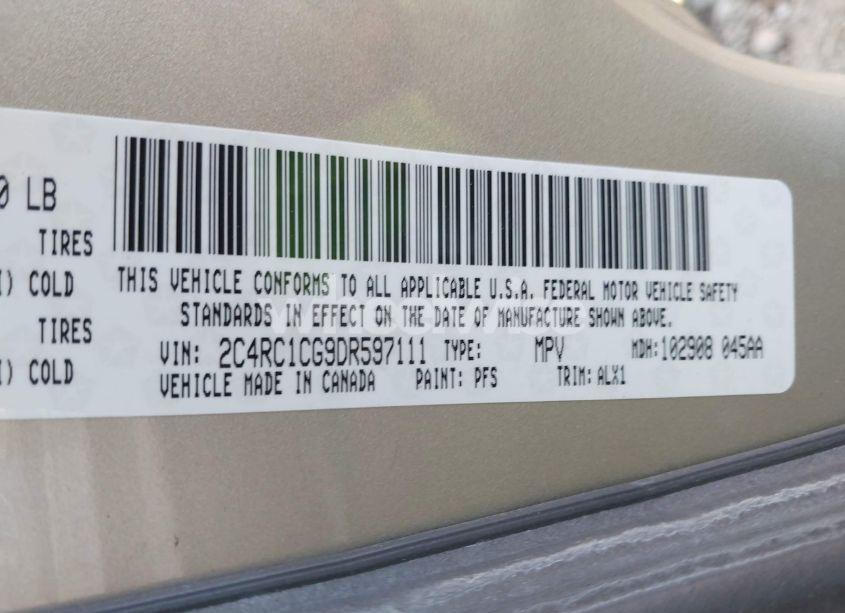 0 LB
TIRES
) COLD
TIRES
) COLD
THIS VEHICLE CONFORMS TO ALL APPLICABLE U.S.A. FEDERAL MOTOR VEHICLE SAFETY
STANDARDS IN EFFECT ON THE DATE OF MANUFACTURE SHOWN ABOVE.
VIN: 2C4RC1CG9DR597111 TYPE: MPV MDH:102908 045AA
VEHICLE MADE IN CANADA PAINT: PFS TRIM: ALX1